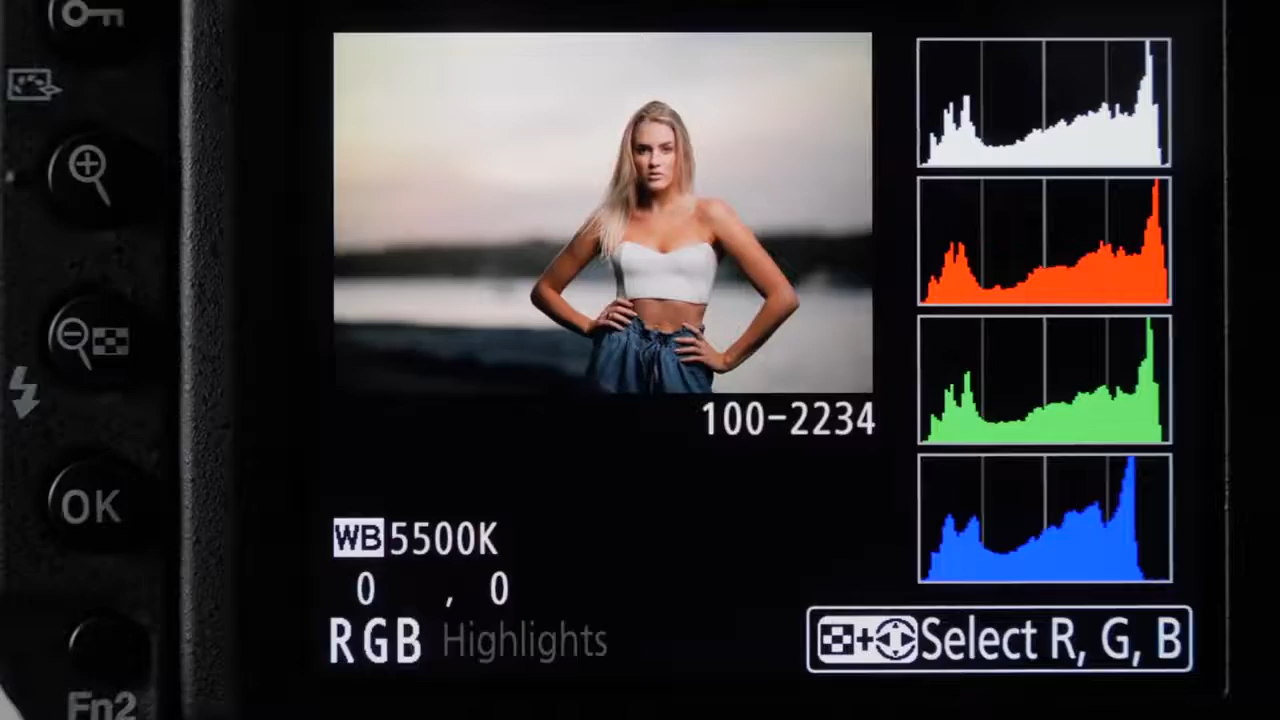 100-2234
WB 5500K
0 , 0
RGB Highlights
Select R, G, B
OK
Fn2